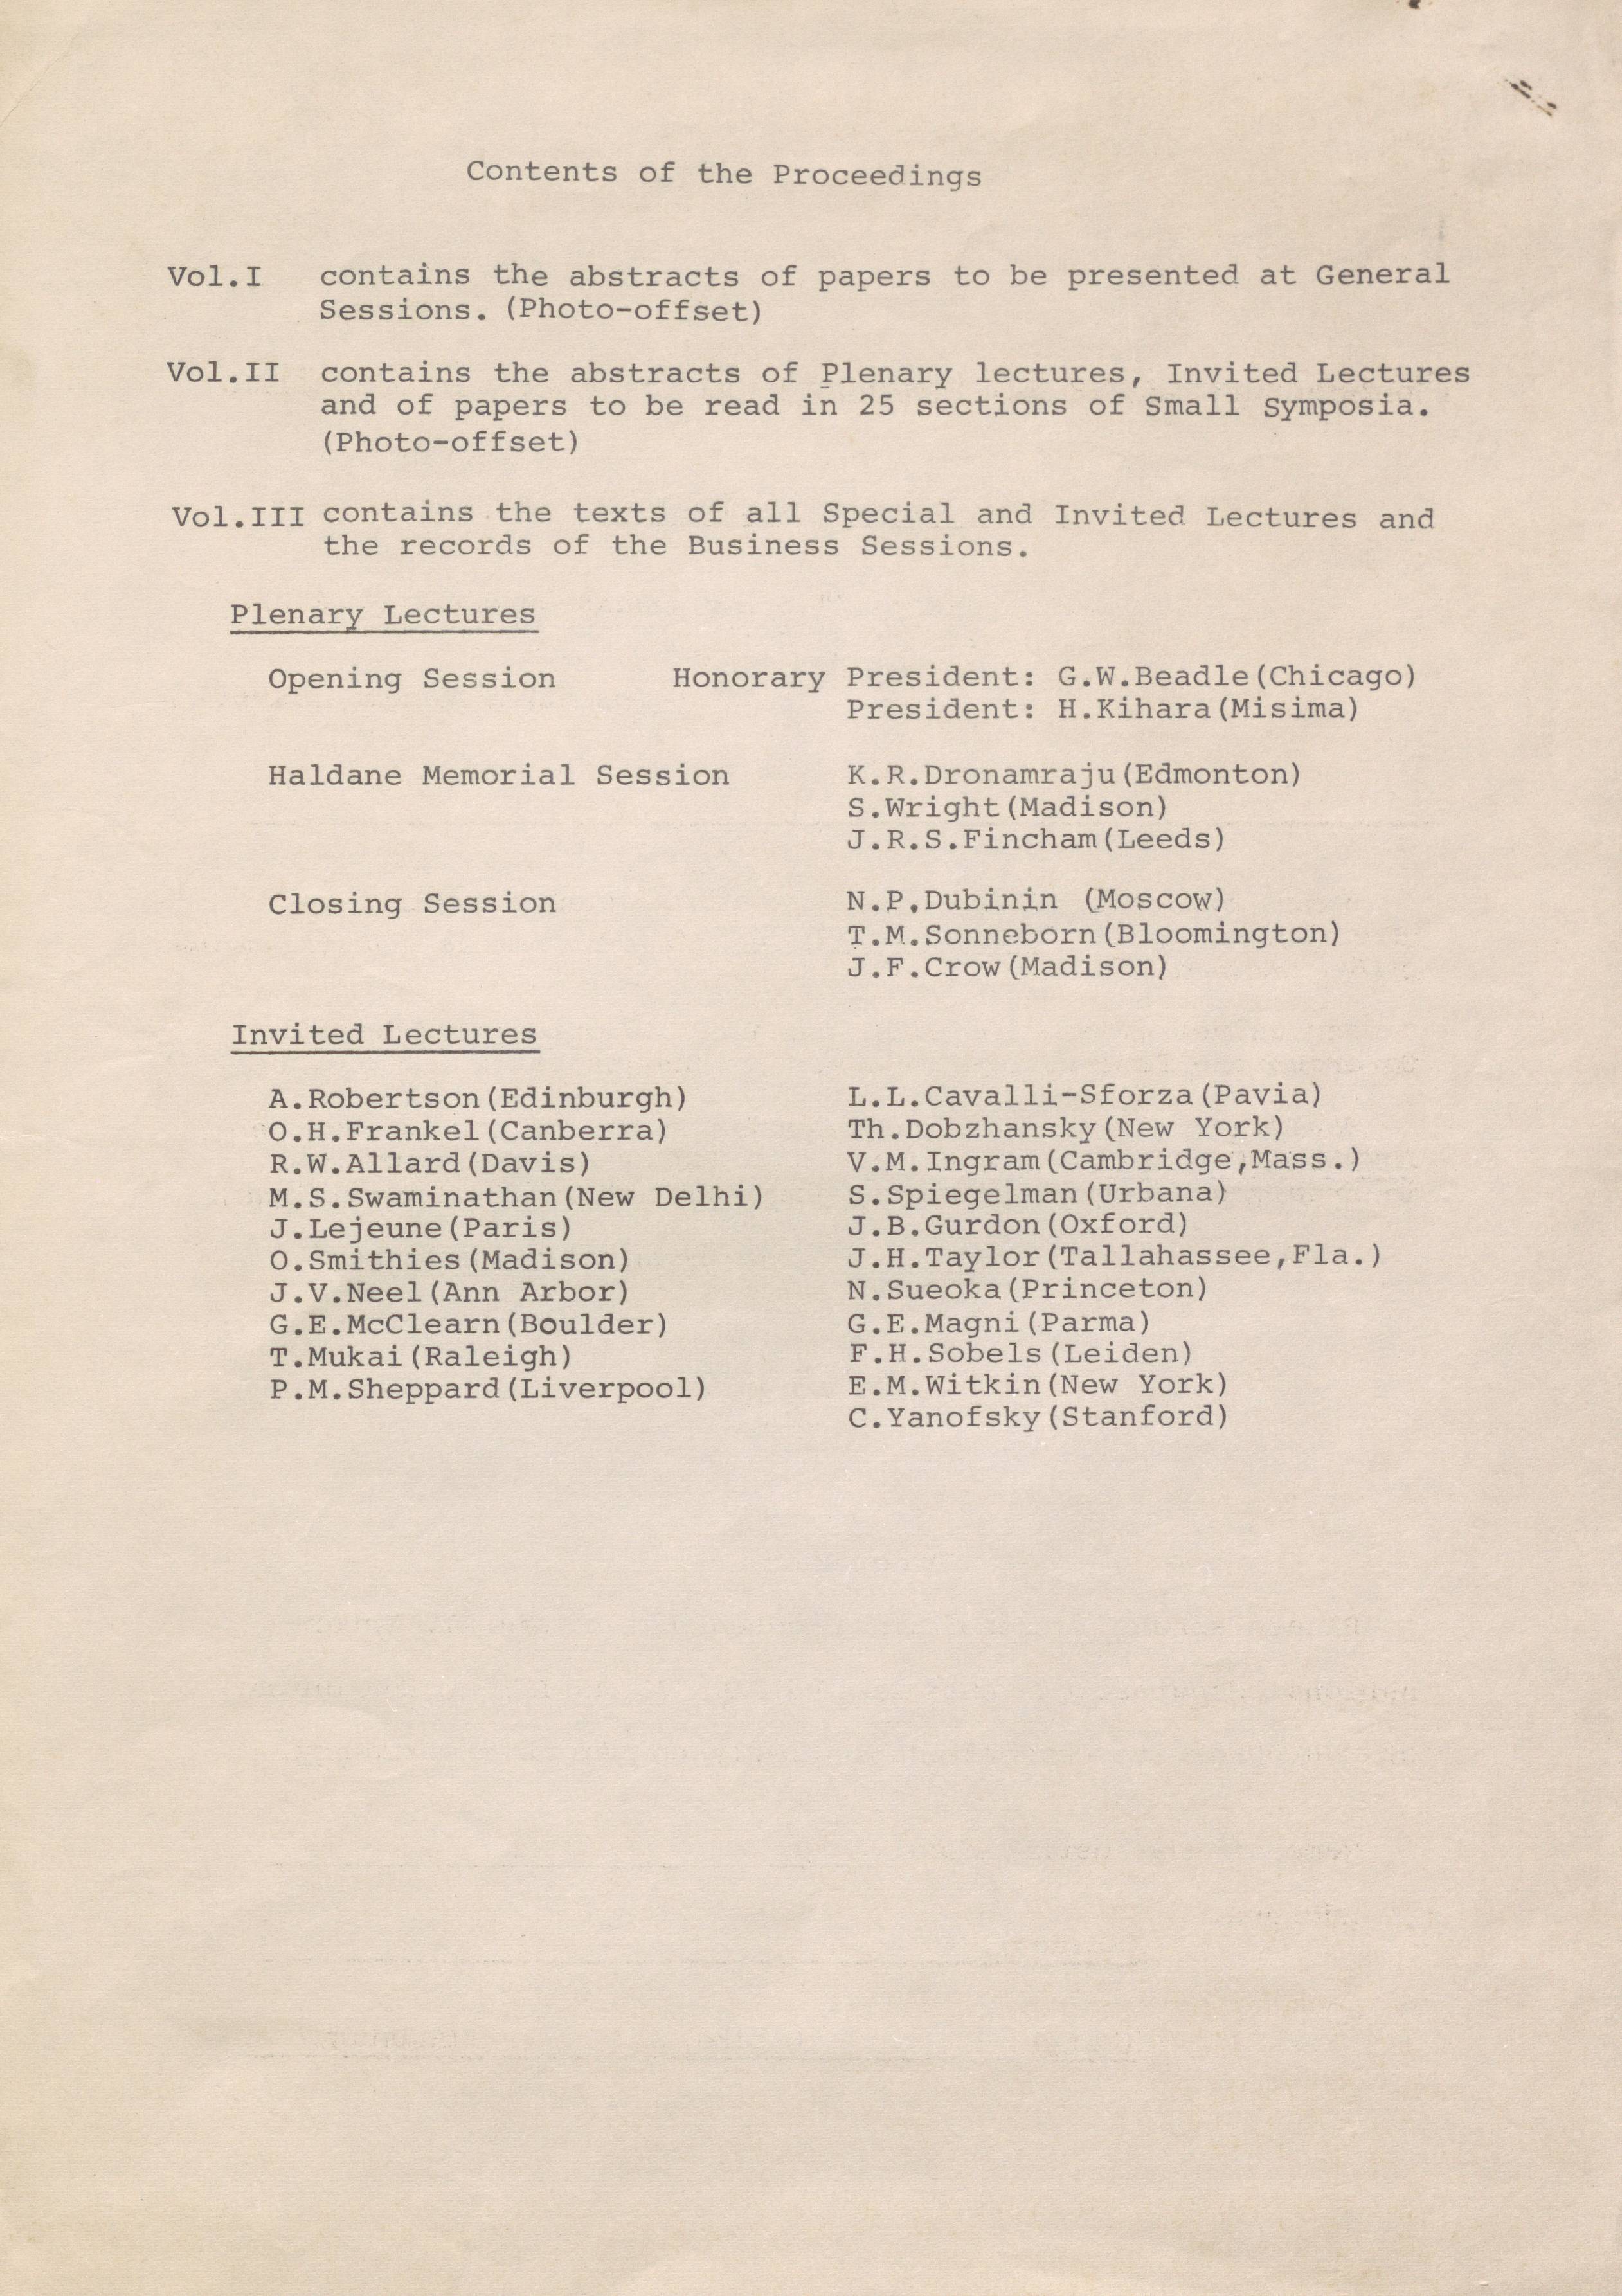 Contents of the Proceedings
Vol.I contains the abstracts of papers to be presented at General
Sessions. (Photo-offset)
Vol.II contains the abstracts of Plenary lectures, Invited Lectures
and of papers to be read in 25 sections of Small Symposia.
(Photo-offset)
Vol.III contains the texts of all Special and Invited Lectures and
the records of the Business Sessions.
Plenary Lectures
Opening Session Honorary President: G.W.Beadle(Chicago)
President: H.Kihara(Misima)
Haldane Memorial Session K.R.Dronamraju(Edmonton)
S.Wright(Madison)
J.R.S.Fincham(Leeds)
Closing Session N.P.Dubinin (Moscow)
T.M.Sonneborn(Bloomington)
J.F.Crow(Madison)
Invited Lectures
A.Robertson(Edinburgh)
O.H.Frankel(Canberra)
R.W.Allard(Davis)
M.S.Swaminathan(New Delhi)
J.Lejeune(Paris)
O.Smithies(Madison)
J.V.Neel(Ann Arbor)
G.E.McClearn(Boulder)
T.Mukai(Raleigh)
P.M.Sheppard(Liverpool)
L.L.Cavalli-Sforza(Pavia)
Th.Dobzhansky(New York)
V.M.Ingram(Cambridge,Mass.)
S.Spiegelman(Urbana)
J.B.Gurdon(Oxford)
J.H.Taylor(Tallahassee,Fla.)
N.Sueoka(Princeton)
G.E.Magni(Parma)
F.H.Sobels(Leiden)
E.M.Witkin(New York)
C.Yanofsky(Stanford)